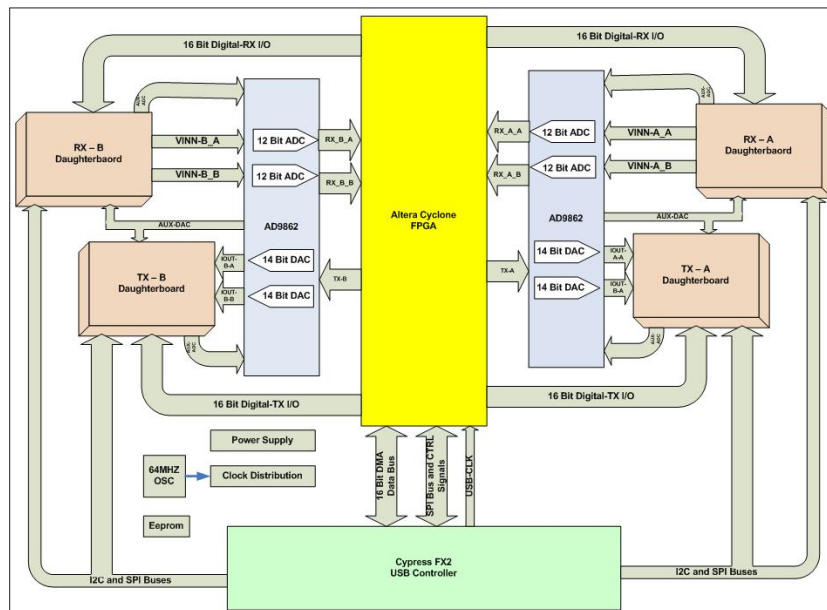 16 Bit Digital-RX I/O
16 Bit Digital-RX I/O
AUX-
ADC
AUX-
ADC
RX – B
Daughterbaord
VINN-B_A
VINN-B_B
12 Bit ADC
12 Bit ADC
RX_B_A
RX_B_B
AD9862
Altera Cyclone
FPGA
RX_A_A
RX_A_B
12 Bit ADC
12 Bit ADC
AD9862
VINN-A_A
VINN-A_B
RX – A
Daughterbaord
AUX-DAC
AUX-DAC
TX – B
Daughterboard
IOUT-
B-A
IOUT-
B-B
14 Bit DAC
14 Bit DAC
TX-B
TX-A
14 Bit DAC
14 Bit DAC
IOUT-
A-A
IOUT-
B-A
TX – A
Daughterboard
AUX-
ADC
AUX-
ADC
16 Bit Digital-TX I/O
16 Bit Digital-TX I/O
Power Supply
64MHZ
OSC
Clock Distribution
Eeprom
16 Bit DMA
Data Bus
SPI Bus and CTRL
Signals
USB-CLK
Cypress FX2
USB Controller
I2C and SPI Buses
I2C and SPI Buses